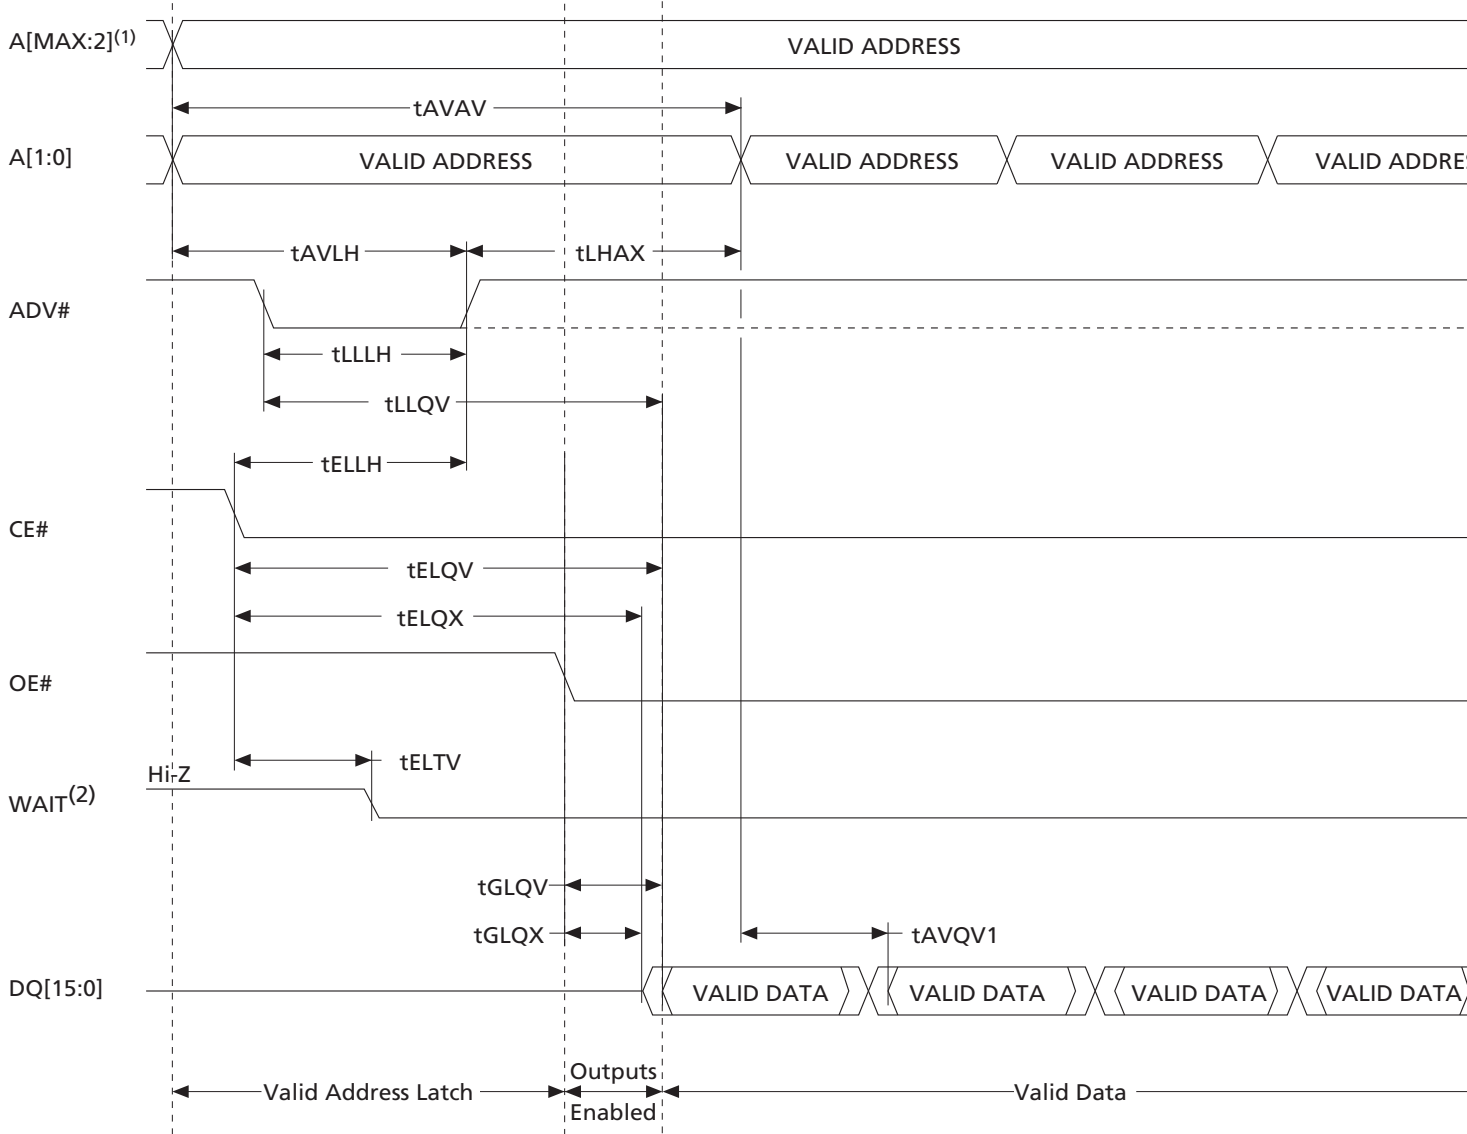 A[MAX:2](1)
VALID ADDRESS
tAVAV
A[1:0]
VALID ADDRESS VALID ADDRESS VALID ADDRESS VALID ADDRE
tAVLH tLHAX
ADV#
tLLLH
tLLQV
tELLH
CE#
tELQV
tELQX
OE#
tELTV
Hi-Z
WAIT(2)
tGLQV
tGLQX tAVQV1
DQ[15:0]
VALID DATA VALID DATA VALID DATA VALID DATA
Outputs
Valid Address Latch Valid Data
Enabled